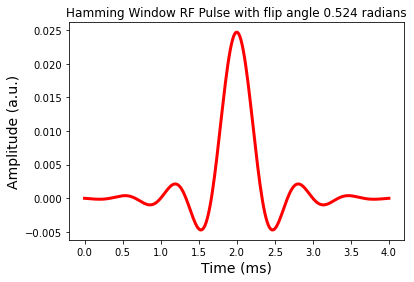 Hamming Window RF Pulse with flip angle 0.524 radians
Amplitude (a.u.)
0.025
0.020
0.015
0.010
0.005
0.000
−0.005
0.0 0.5 1.0 1.5 2.0 2.5 3.0 3.5 4.0
Time (ms)